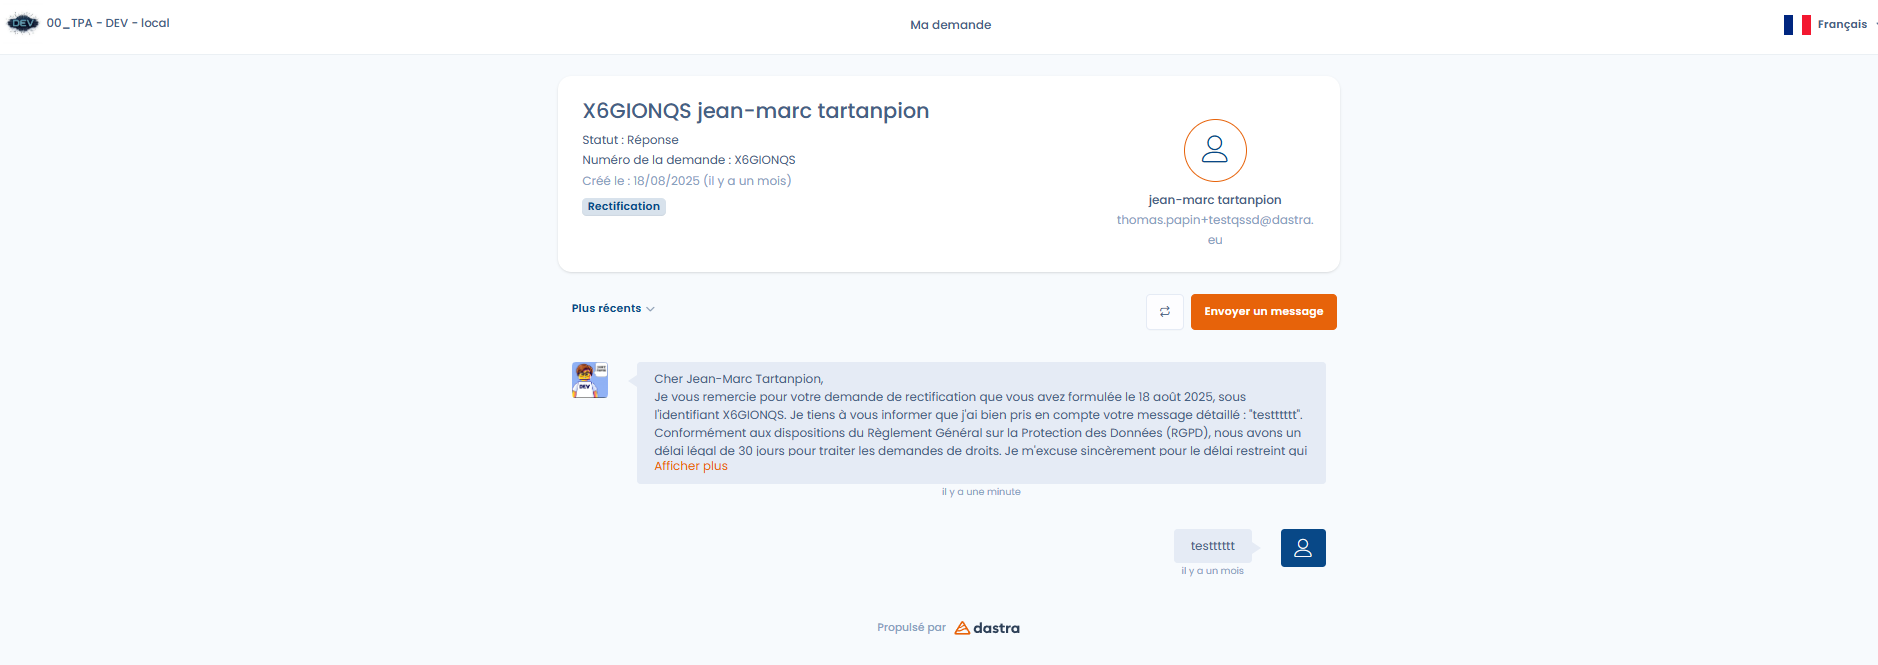 DEV
00_TPA - DEV - local
Ma demande
Français
X6GIONQS jean-marc tartanpion
Statut : Réponse
Numéro de la demande : X6GIONQS
Créé le : 18/08/2025 (il y a un mois)
Rectification
jean-marc tartanpion
thomas.papin+testqssd@dastra.
eu
Plus récents
Envoyer un message
DEV
Cher Jean-Marc Tartanpion,
Je vous remercie pour votre demande de rectification que vous avez formulée le 18 août 2025, sous
l'identifiant X6GIONQS. Je tiens à vous informer que j'ai bien pris en compte votre message détaillé : "testttttt".
Conformément aux dispositions du Règlement Général sur la Protection des Données (RGPD), nous avons un
délai légal de 30 jours pour traiter les demandes de droits. Je m'excuse sincèrement pour le délai restreint qui
Afficher plus
il y a une minute
testttttt
il y a un mois
Propulsé par dastra